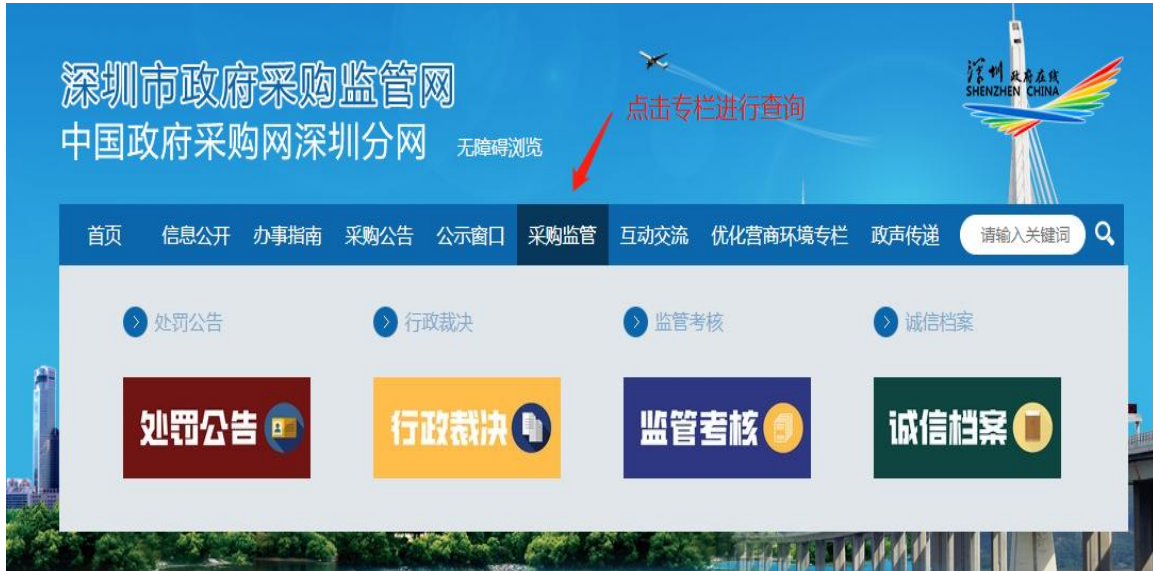 深圳市政府采购监管网
中国政府采购网深圳分网 无障碍浏览
点击专栏进行查询
深圳 政府在线
SHENZHEN CHINA
首页 信息公开 办事指南 采购公告 公示窗口 采购监管 互动交流 优化营商环境专栏 政声传递 请输入关键词
处罚公告 行政裁决 监管考核 诚信档案
处罚公告 行政裁决 监管考核 诚信档案